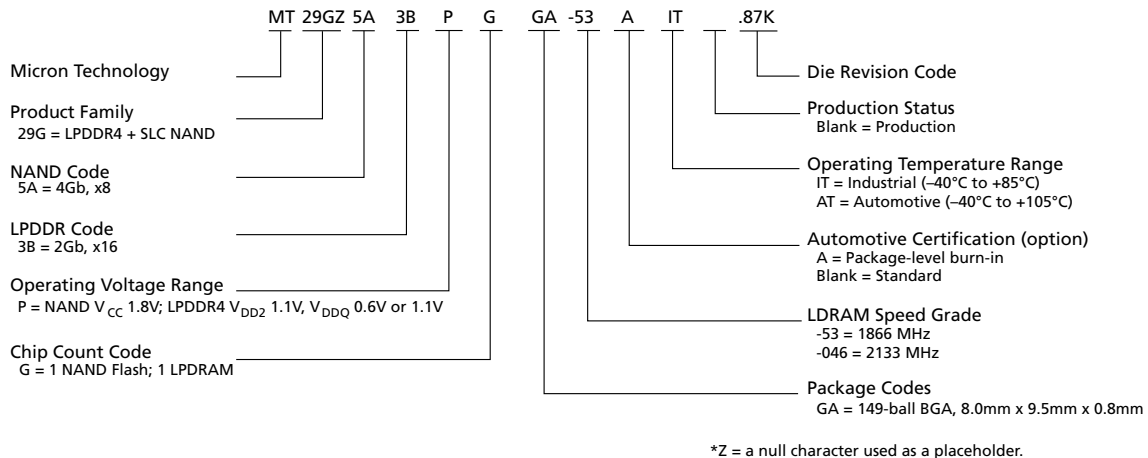 MT 29GZ 5A 3B P G GA -53 A IT .87K
Micron Technology
Product Family
29G = LPDDR4 + SLC NAND
NAND Code
5A = 4Gb, x8
LPDDR Code
3B = 2Gb, x16
Operating Voltage Range
P = NAND VCC 1.8V; LPDDR4 VDD2 1.1V, VDDQ 0.6V or 1.1V
Chip Count Code
G = 1 NAND Flash; 1 LPDRAM
Die Revision Code
Production Status
Blank = Production
Operating Temperature Range
IT = Industrial (–40°C to +85°C)
AT = Automotive (–40°C to +105°C)
Automotive Certification (option)
A = Package-level burn-in
Blank = Standard
LDRAM Speed Grade
-53 = 1866 MHz
-046 = 2133 MHz
Package Codes
GA = 149-ball BGA, 8.0mm x 9.5mm x 0.8mm
*Z = a null character used as a placeholder.